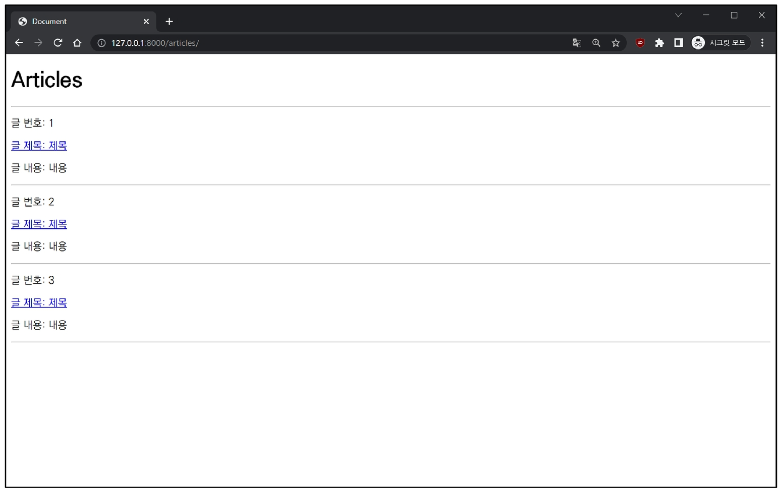 Document
127.0.0.1:8000/articles/
시크릿 모드
Articles
글 번호: 1
글 제목: 제목
글 내용: 내용
글 번호: 2
글 제목: 제목
글 내용: 내용
글 번호: 3
글 제목: 제목
글 내용: 내용